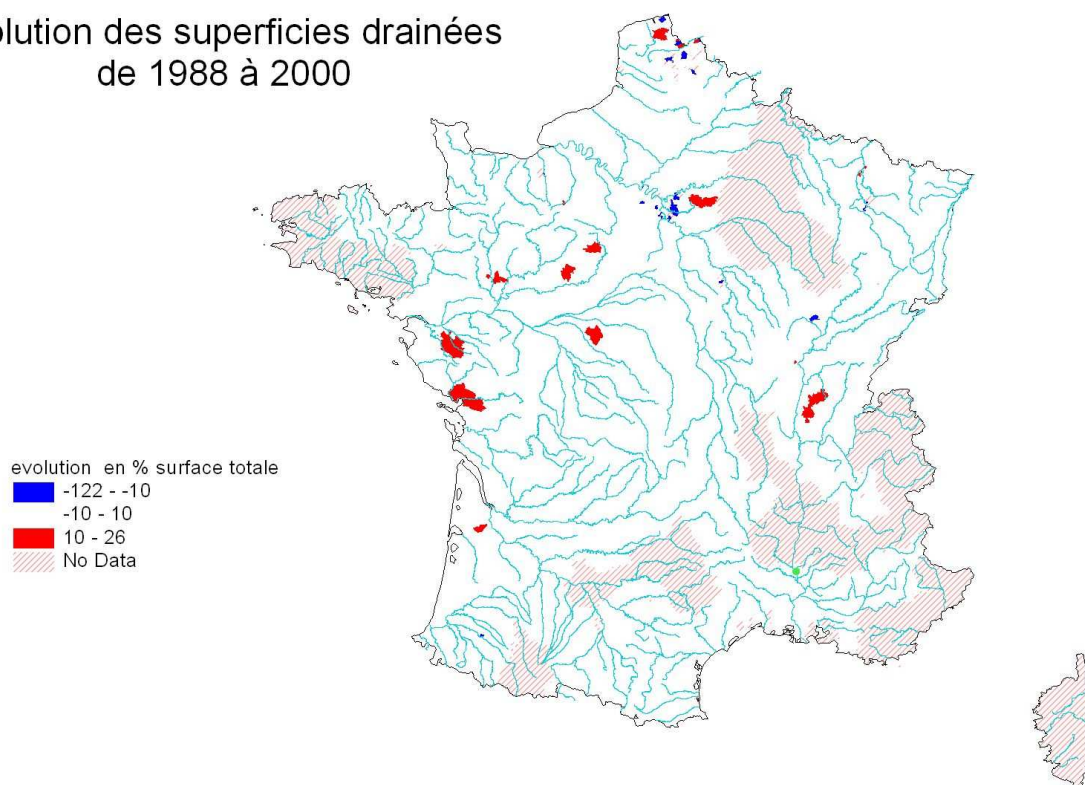 olution des superficies drainées
de 1988 à 2000
evolution en % surface totale
-122 - -10
-10 - 10
10 - 26
No Data